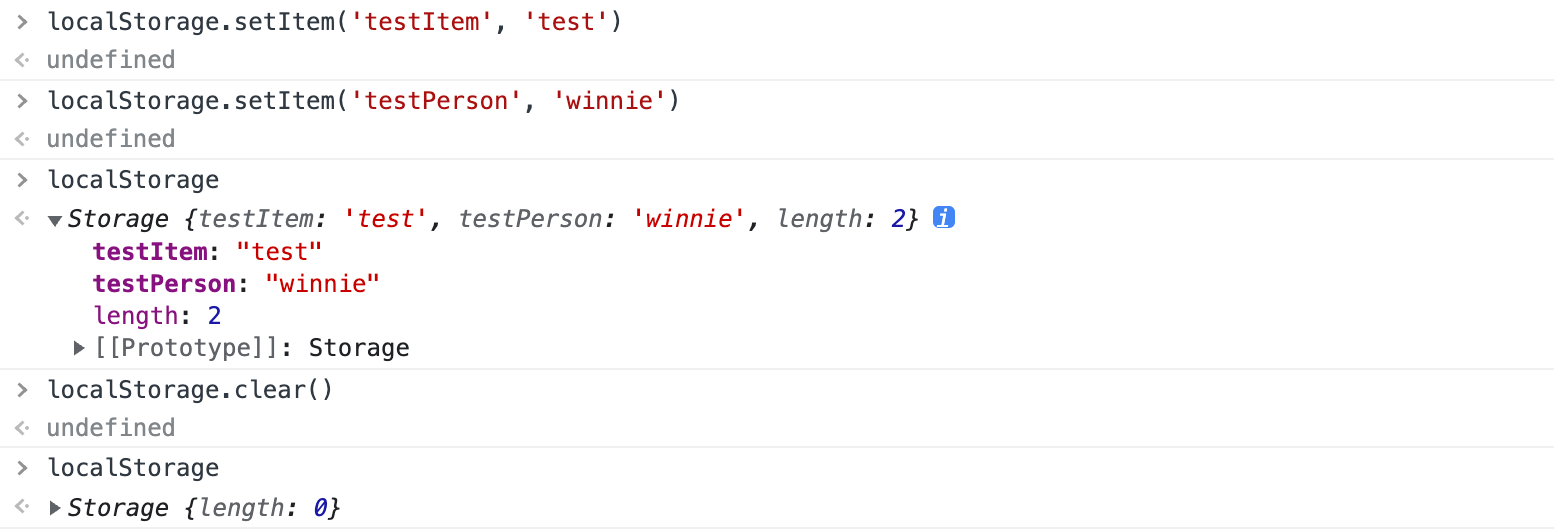 > localStorage.setItem('testItem', 'test')
undefined
> localStorage.setItem('testPerson', 'winnie')
undefined
> localStorage
Storage {testItem: 'test', testPerson: 'winnie', length: 2} i
testItem: "test"
testPerson: "winnie"
length: 2
[[Prototype]]: Storage
> localStorage.clear()
undefined
> localStorage
Storage {length: 0}